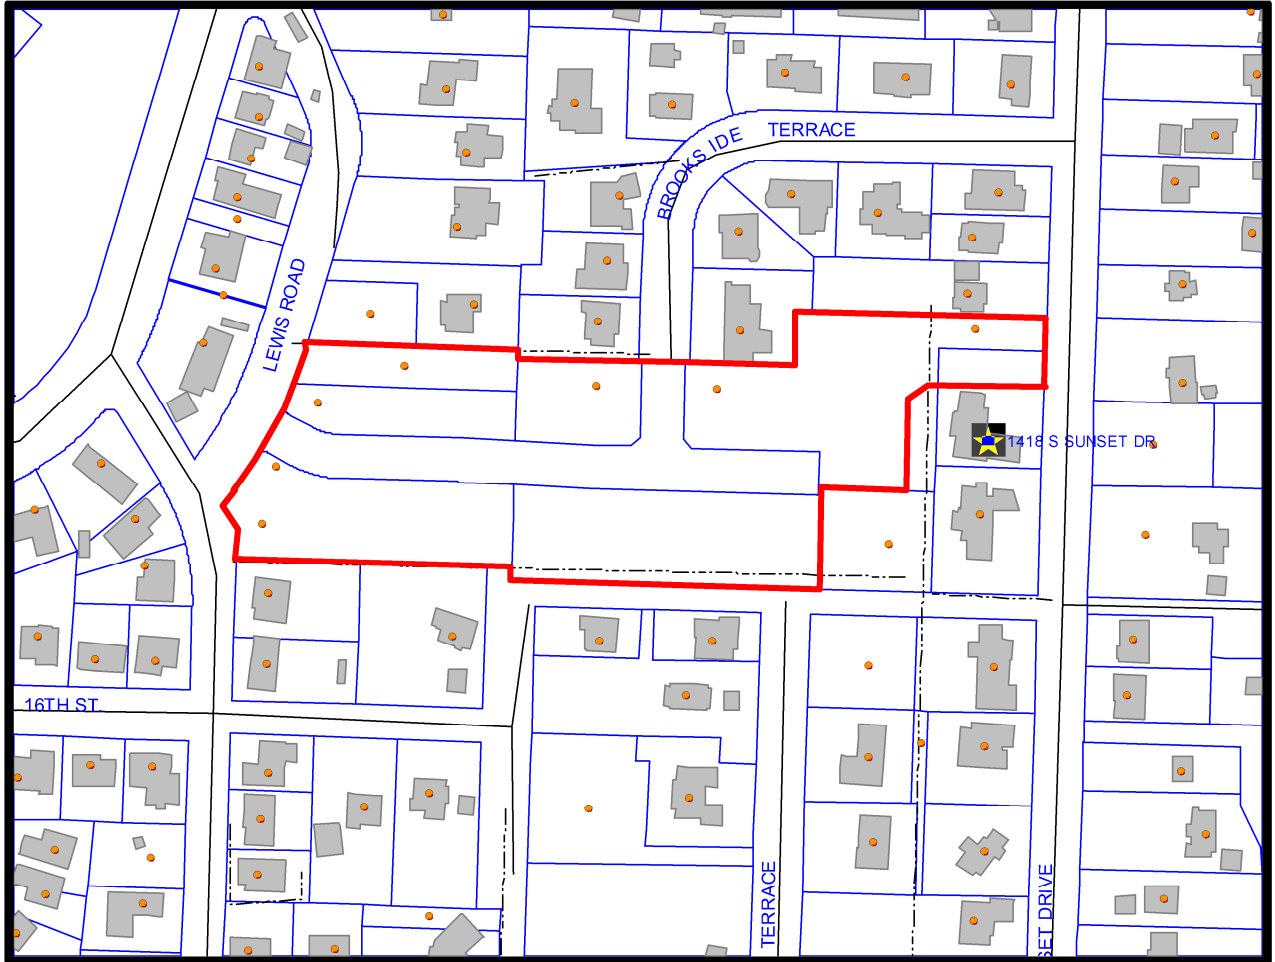 TERRACE
BROOKS IDE
LEWIS ROAD
1418 S SUNSET DR
16TH ST.
TERRACE
SET DRIVE